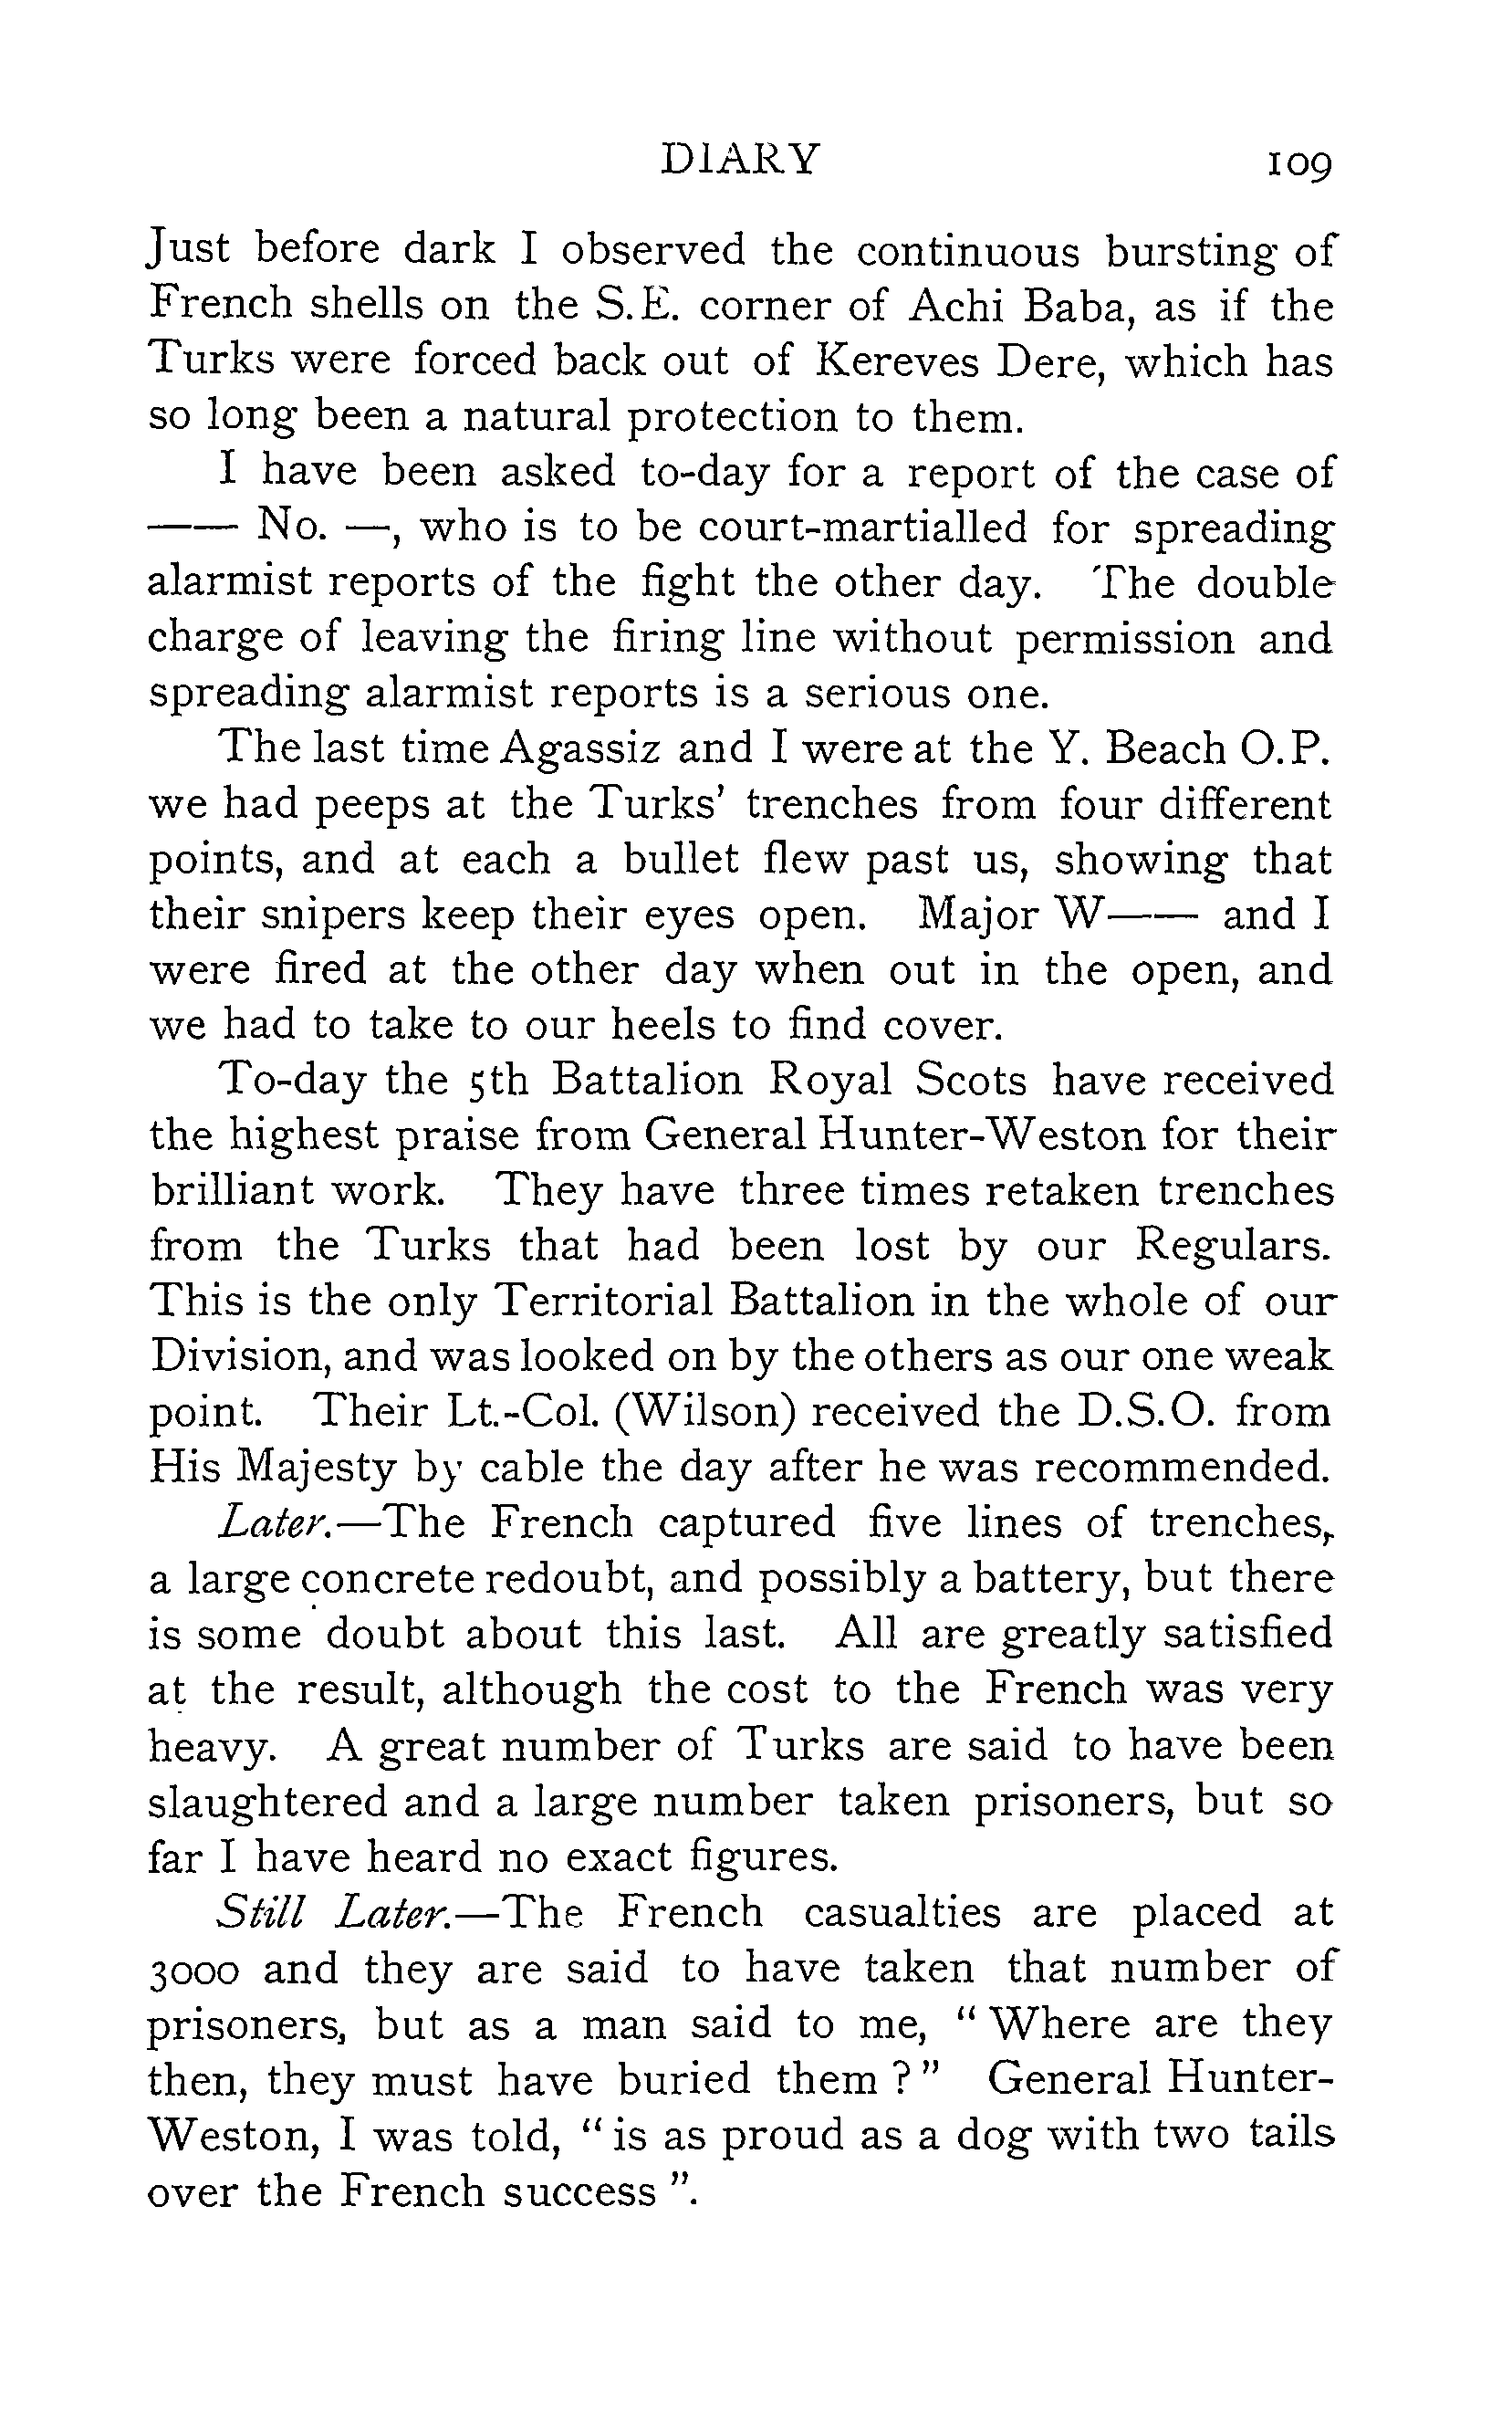 DIARY 109
Just before dark I observed the continuous bursting of
French shells on the S.E. corner of Achi Baba, as if the
Turks were forced back out of Kereves Dere, which has
so long been a natural protection to them.
I have been asked to-day for a report of the case of
—— No. —, who is to be court-martialled for spreading
alarmist reports of the fight the other day. The double
charge of leaving the firing line without permission and
spreading alarmist reports is a serious one.
The last time Agassiz and I were at the Y. Beach O.P.
we had peeps at the Turks' trenches from four different
points, and at each a bullet flew past us, showing that
their snipers keep their eyes open. Major W—— and I
were fired at the other day when out in the open, and
we had to take to our heels to find cover.
To-day the 5th Battalion Royal Scots have received
the highest praise from General Hunter-Weston for their
brilliant work. They have three times retaken trenches
from the Turks that had been lost by our Regulars.
This is the only Territorial Battalion in the whole of our
Division, and was looked on by the others as our one weak
point. Their Lt.-Col. (Wilson) received the D.S.O. from
His Majesty by cable the day after he was recommended.
Later.—The French captured five lines of trenches,
a large concrete redoubt, and possibly a battery, but there
is some doubt about this last. All are greatly satisfied
at the result, although the cost to the French was very
heavy. A great number of Turks are said to have been
slaughtered and a large number taken prisoners, but so
far I have heard no exact figures.
Still Later.—The French casualties are placed at
3000 and they are said to have taken that number of
prisoners, but as a man said to me, "Where are they
then, they must have buried them?" General Hunter-
Weston, I was told, "is as proud as a dog with two tails
over the French success".